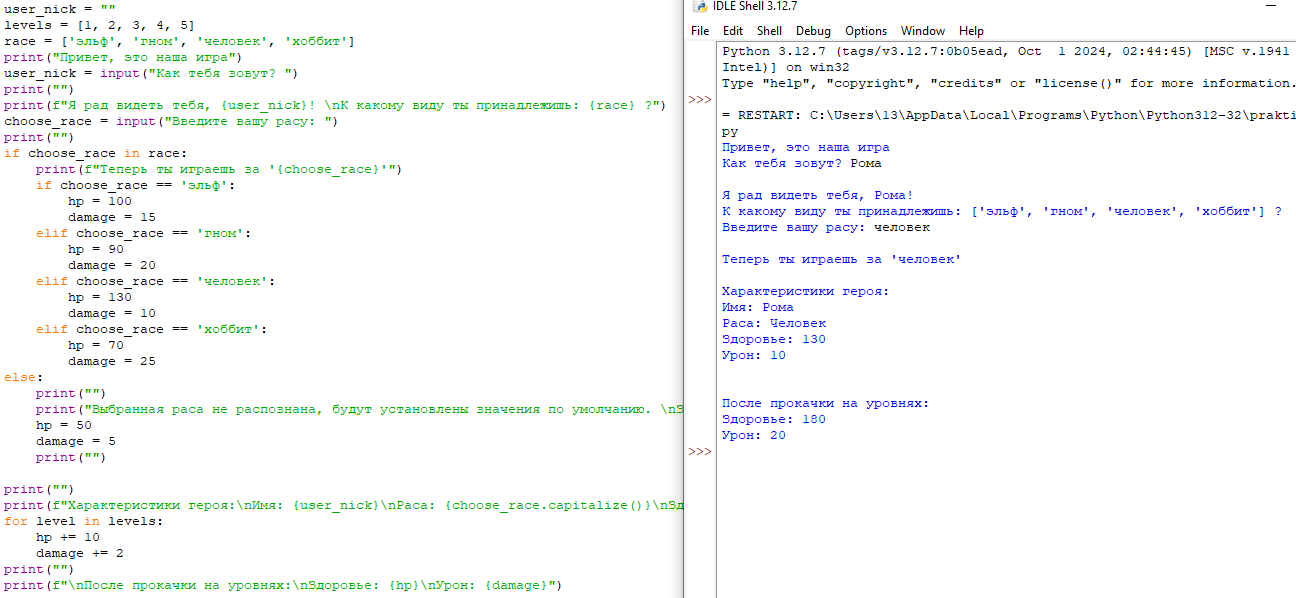 user_nick = ""
levels = [1, 2, 3, 4, 5]
race = ['эльф', 'гном', 'человек', 'хоббит']
print("Привет, это наша игра")
user_nick = input("Как тебя зовут? ")
print("")
print(f"Я рад видеть тебя, {user_nick}! \nК какому виду ты принадлежишь: {race} ?")
choose_race = input("Введите вашу расу: ")
print("")
if choose_race in race:
    print(f"Теперь ты играешь за '{choose_race}'")
    if choose_race == 'эльф':
        hp = 100
        damage = 15
    elif choose_race == 'гном':
        hp = 90
        damage = 20
    elif choose_race == 'человек':
        hp = 130
        damage = 10
    elif choose_race == 'хоббит':
        hp = 70
        damage = 25
else:
    print("")
    print("Выбранная раса не распознана, будут установлены значения по умолчанию. \nЗ
    hp = 50
    damage = 5
    print("")
print("")
print(f"Характеристики героя:\nИмя: {user_nick}\nРаса: {choose_race.capitalize()}\nЗд
for level in levels:
    hp += 10
    damage += 2
print("")
print(f"\nПосле прокачки на уровнях:\nЗдоровье: {hp}\nУрон: {damage}")
IDLE Shell 3.12.7
File Edit Shell Debug Options Window Help
Python 3.12.7 (tags/v3.12.7:0b05ead, Oct  1 2024, 02:44:45) [MSC v.1941
Intel)] on win32
Type "help", "copyright", "credits" or "license()" for more information.
>>>
= RESTART: C:\Users\13\AppData\Local\Programs\Python\Python312-32\prakti
py
Привет, это наша игра
Как тебя зовут? Рома
Я рад видеть тебя, Рома!
К какому виду ты принадлежишь: ['эльф', 'гном', 'человек', 'хоббит'] ?
Введите вашу расу: человек
Теперь ты играешь за 'человек'
Характеристики героя:
Имя: Рома
Раса: Человек
Здоровье: 130
Урон: 10
После прокачки на уровнях:
Здоровье: 180
Урон: 20
>>>